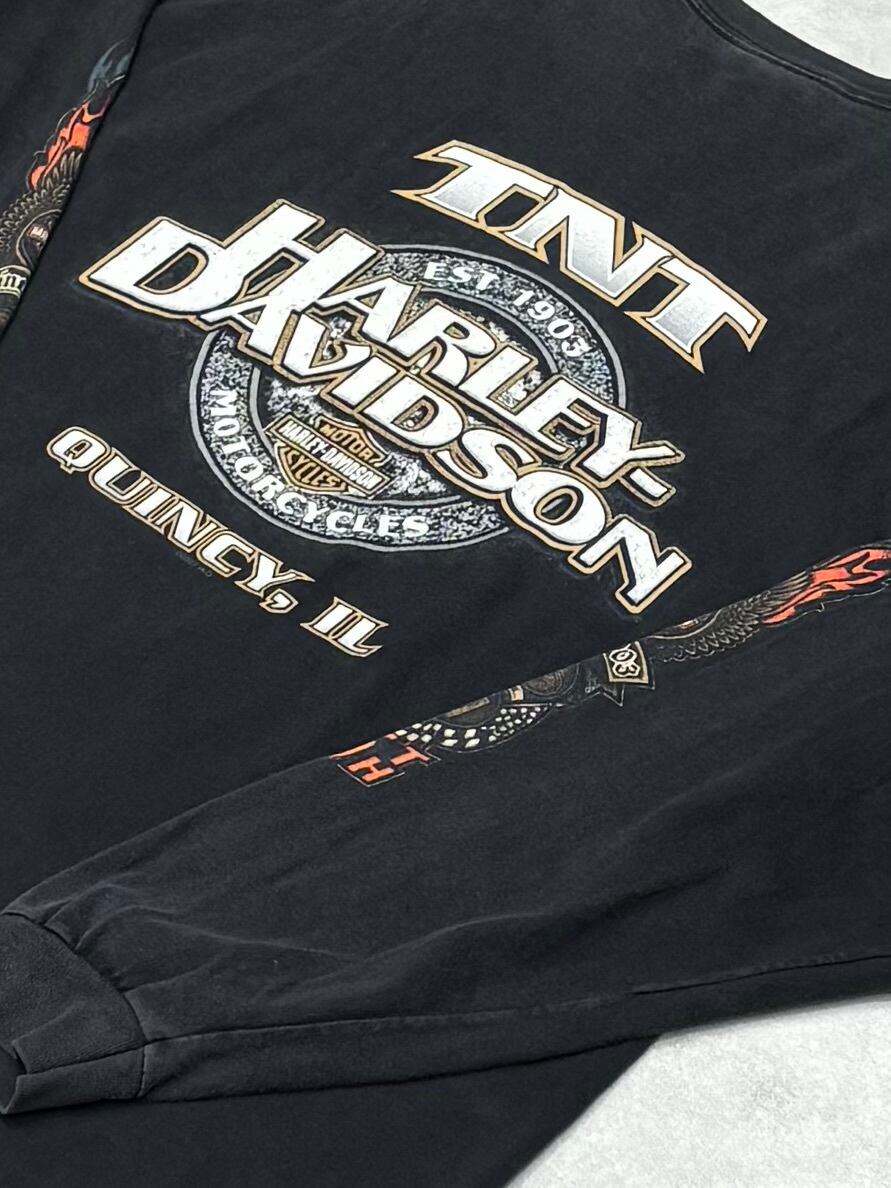 TNT
HARLEY-
DAVIDSON
EST 1903
MOTOR
HARLEY-DAVIDSON
CYCLES
MOTORCYCLES
QUINCY, IL